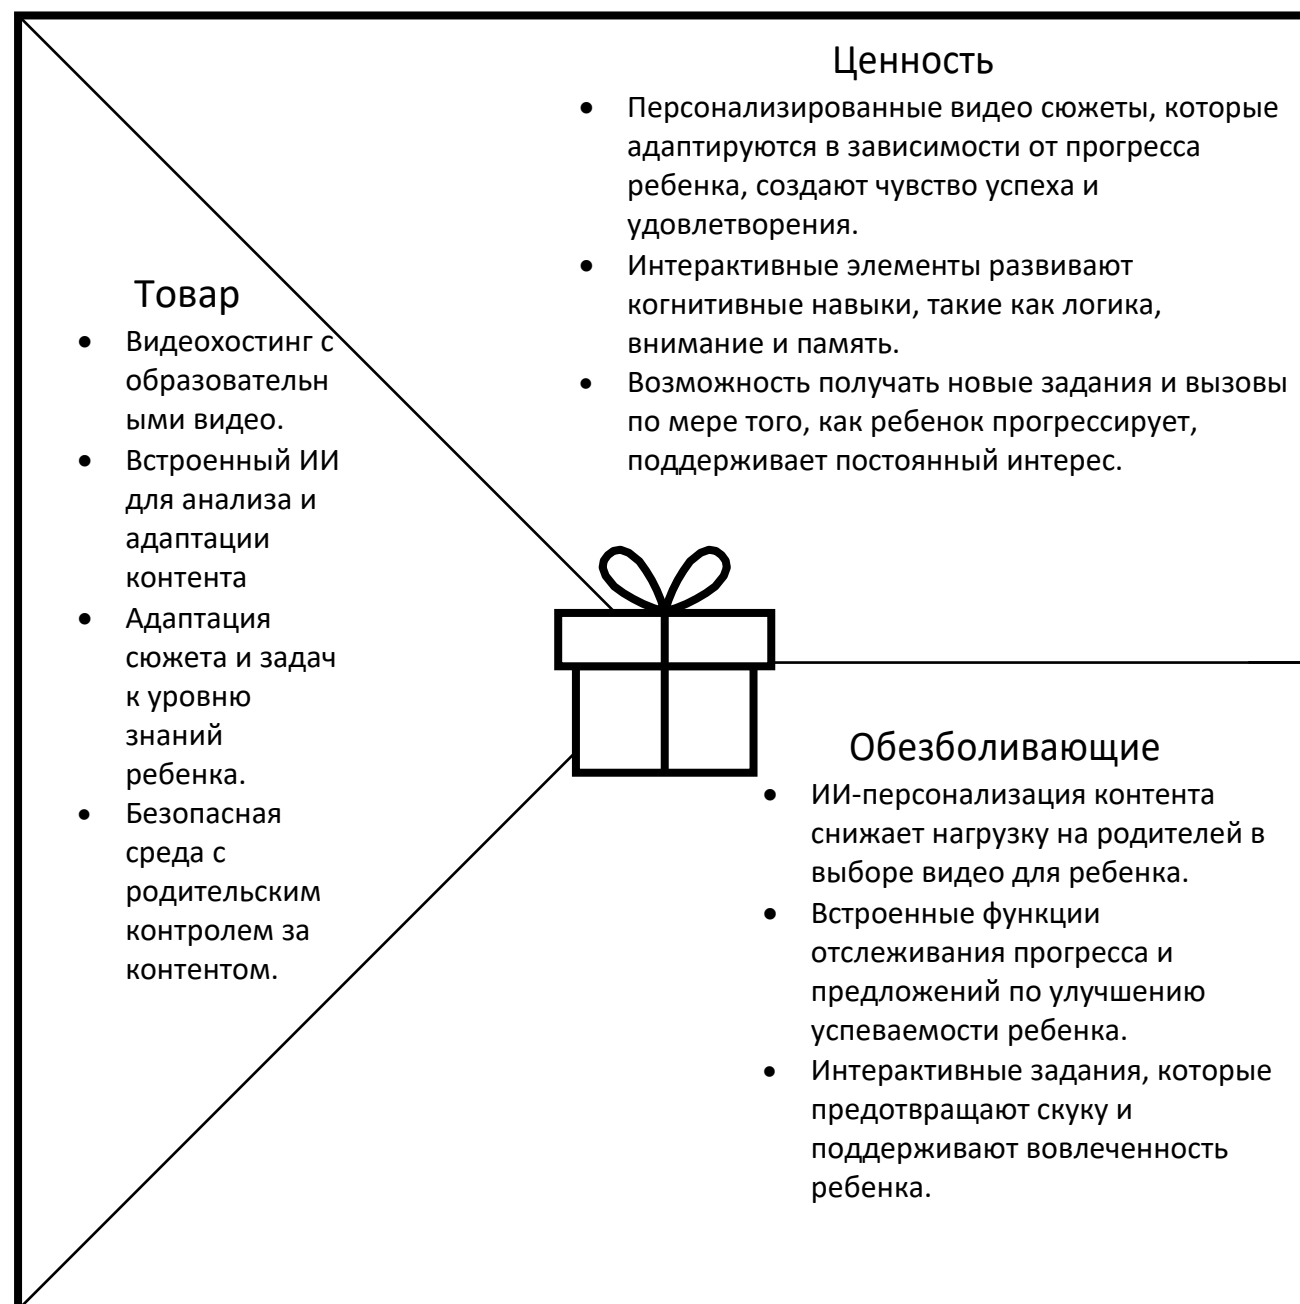 Ценность
• Персонализированные видео сюжеты, которые
адаптируются в зависимости от прогресса
ребенка, создают чувство успеха и
удовлетворения.
• Интерактивные элементы развивают
когнитивные навыки, такие как логика,
внимание и память.
• Возможность получать новые задания и вызовы
по мере того, как ребенок прогрессирует,
поддерживает постоянный интерес.
Товар
• Видеохостинг с
образовательн
ыми видео.
• Встроенный ИИ
для анализа и
адаптации
контента
• Адаптация
сюжета и задач
к уровню
знаний
ребенка.
• Безопасная
среда с
родительским
контролем за
контентом.
Обезболивающие
• ИИ-персонализация контента
снижает нагрузку на родителей в
выборе видео для ребенка.
• Встроенные функции
отслеживания прогресса и
предложений по улучшению
успеваемости ребенка.
• Интерактивные задания, которые
предотвращают скуку и
поддерживают вовлеченность
ребенка.